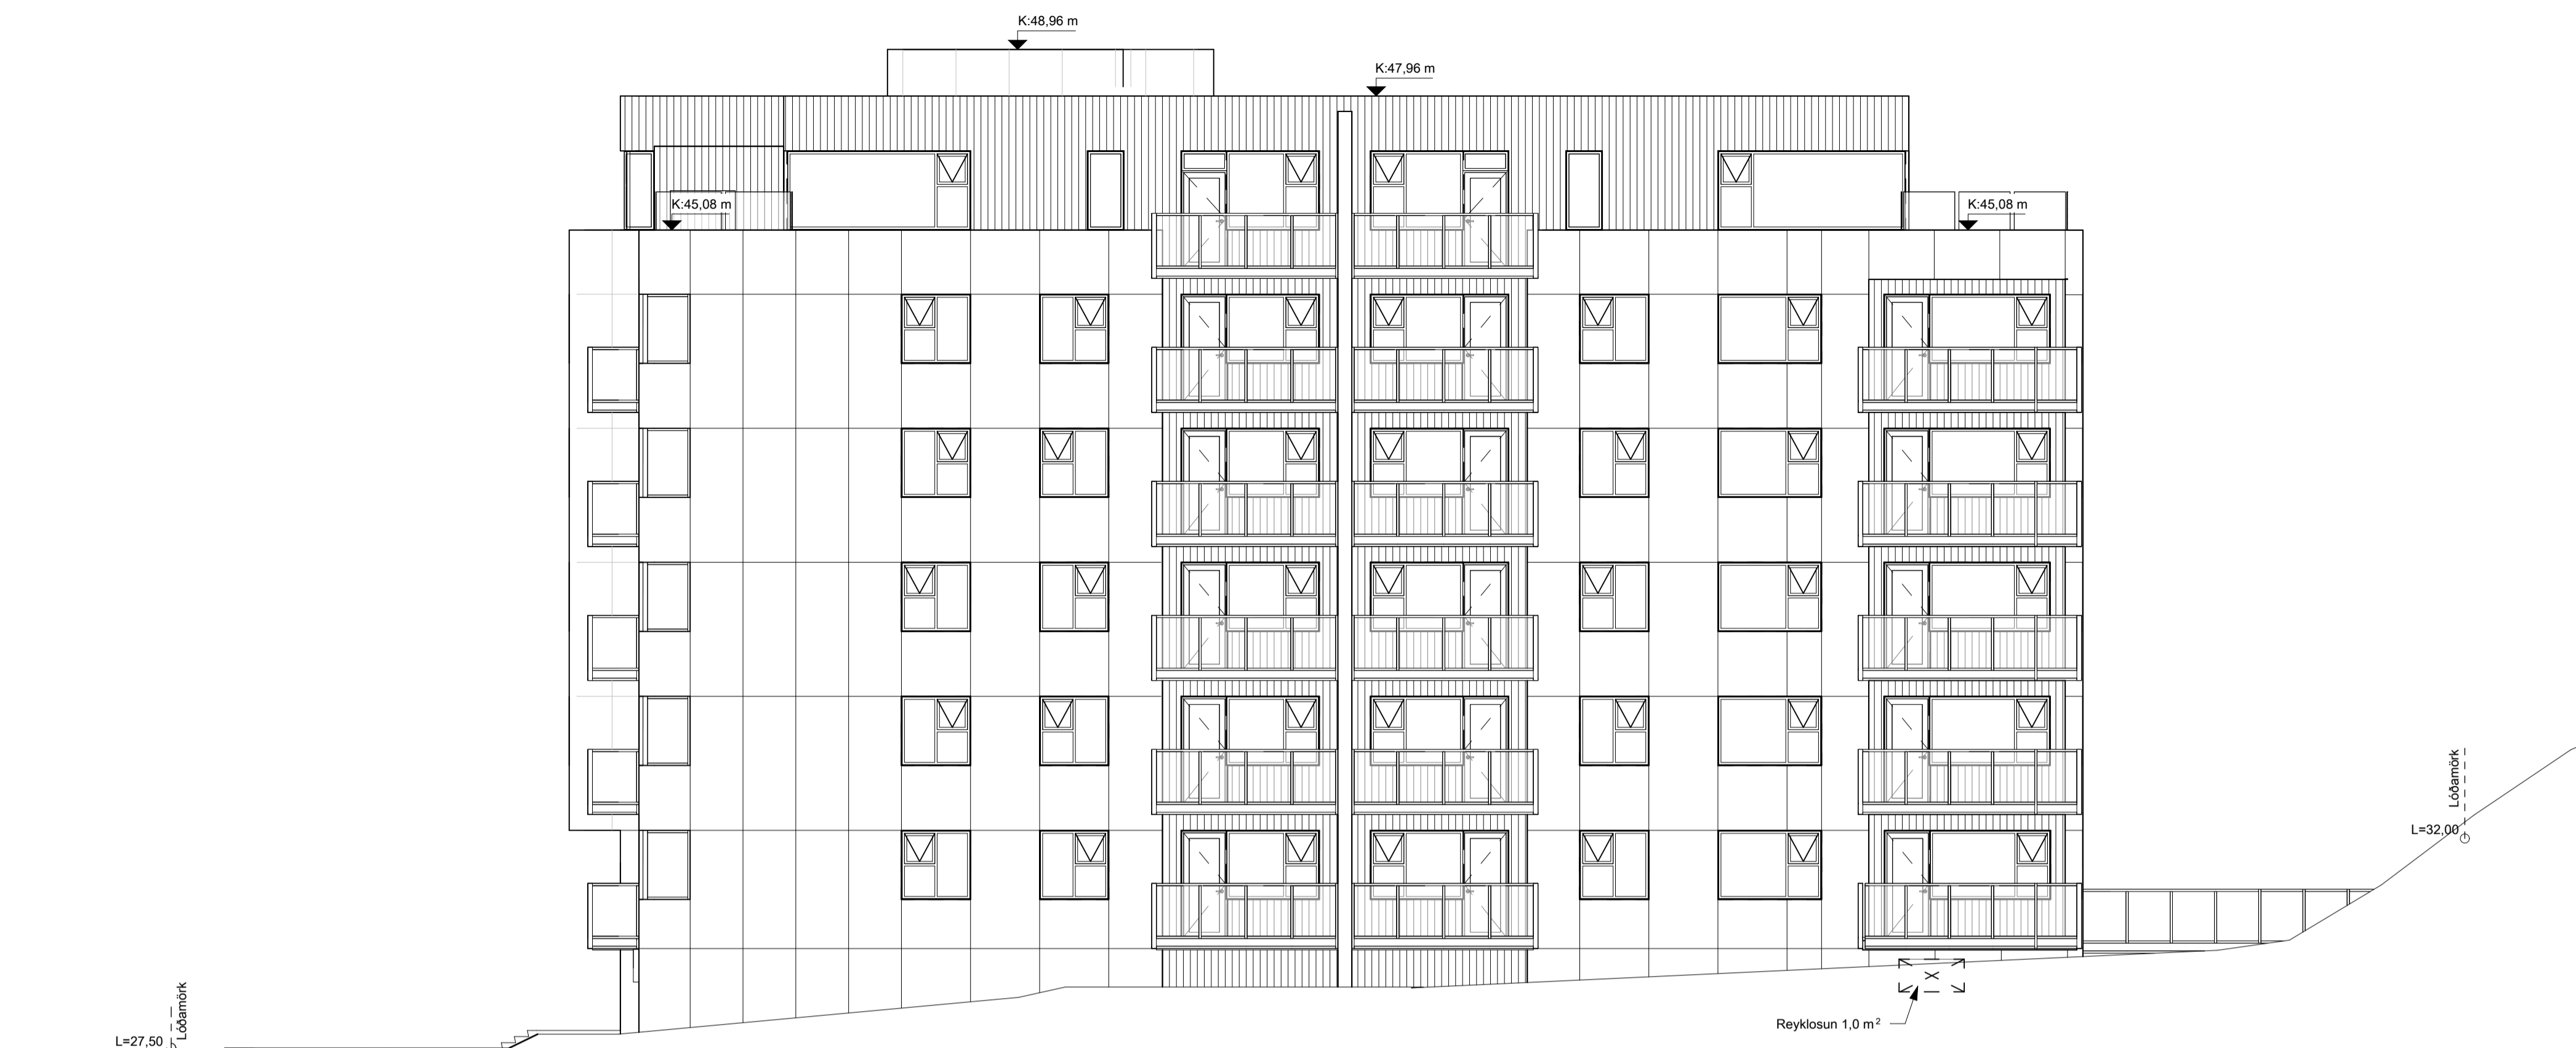 K:48,96 m
K:47,96 m
K:45,08 m
K:45,08 m
Lóðamörk
L=32,00
Lóðamörk
Reyklosun 1,0 m²
L=27,50